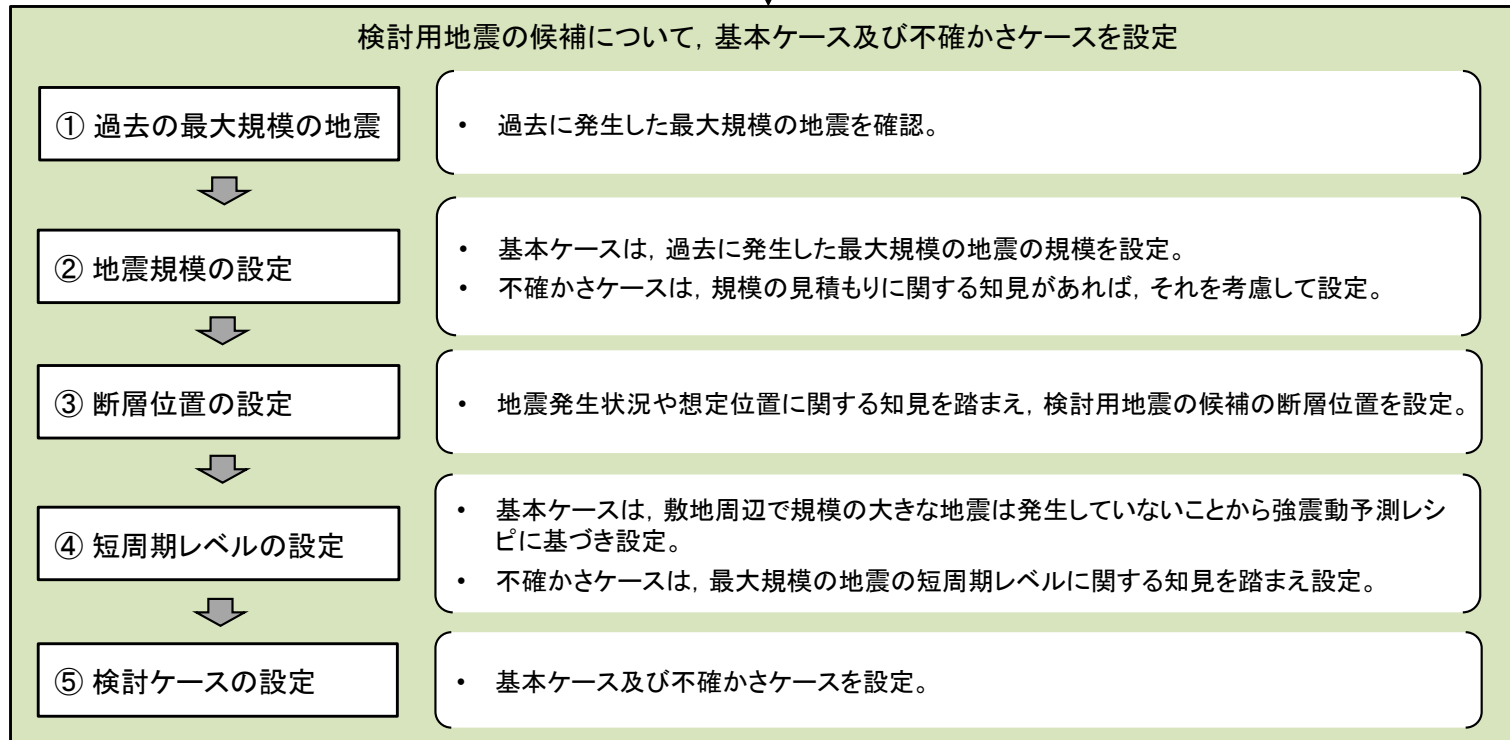 検討用地震の候補について，基本ケース及び不確かさケースを設定
① 過去の最大規模の地震
• 過去に発生した最大規模の地震を確認。
② 地震規模の設定
• 基本ケースは，過去に発生した最大規模の地震の規模を設定。
• 不確かさケースは，規模の見積もりに関する知見があれば，それを考慮して設定。
③ 断層位置の設定
• 地震発生状況や想定位置に関する知見を踏まえ，検討用地震の候補の断層位置を設定。
④ 短周期レベルの設定
• 基本ケースは，敷地周辺で規模の大きな地震は発生していないことから強震動予測レシ
ピに基づき設定。
• 不確かさケースは，最大規模の地震の短周期レベルに関する知見を踏まえ設定。
⑤ 検討ケースの設定
• 基本ケース及び不確かさケースを設定。